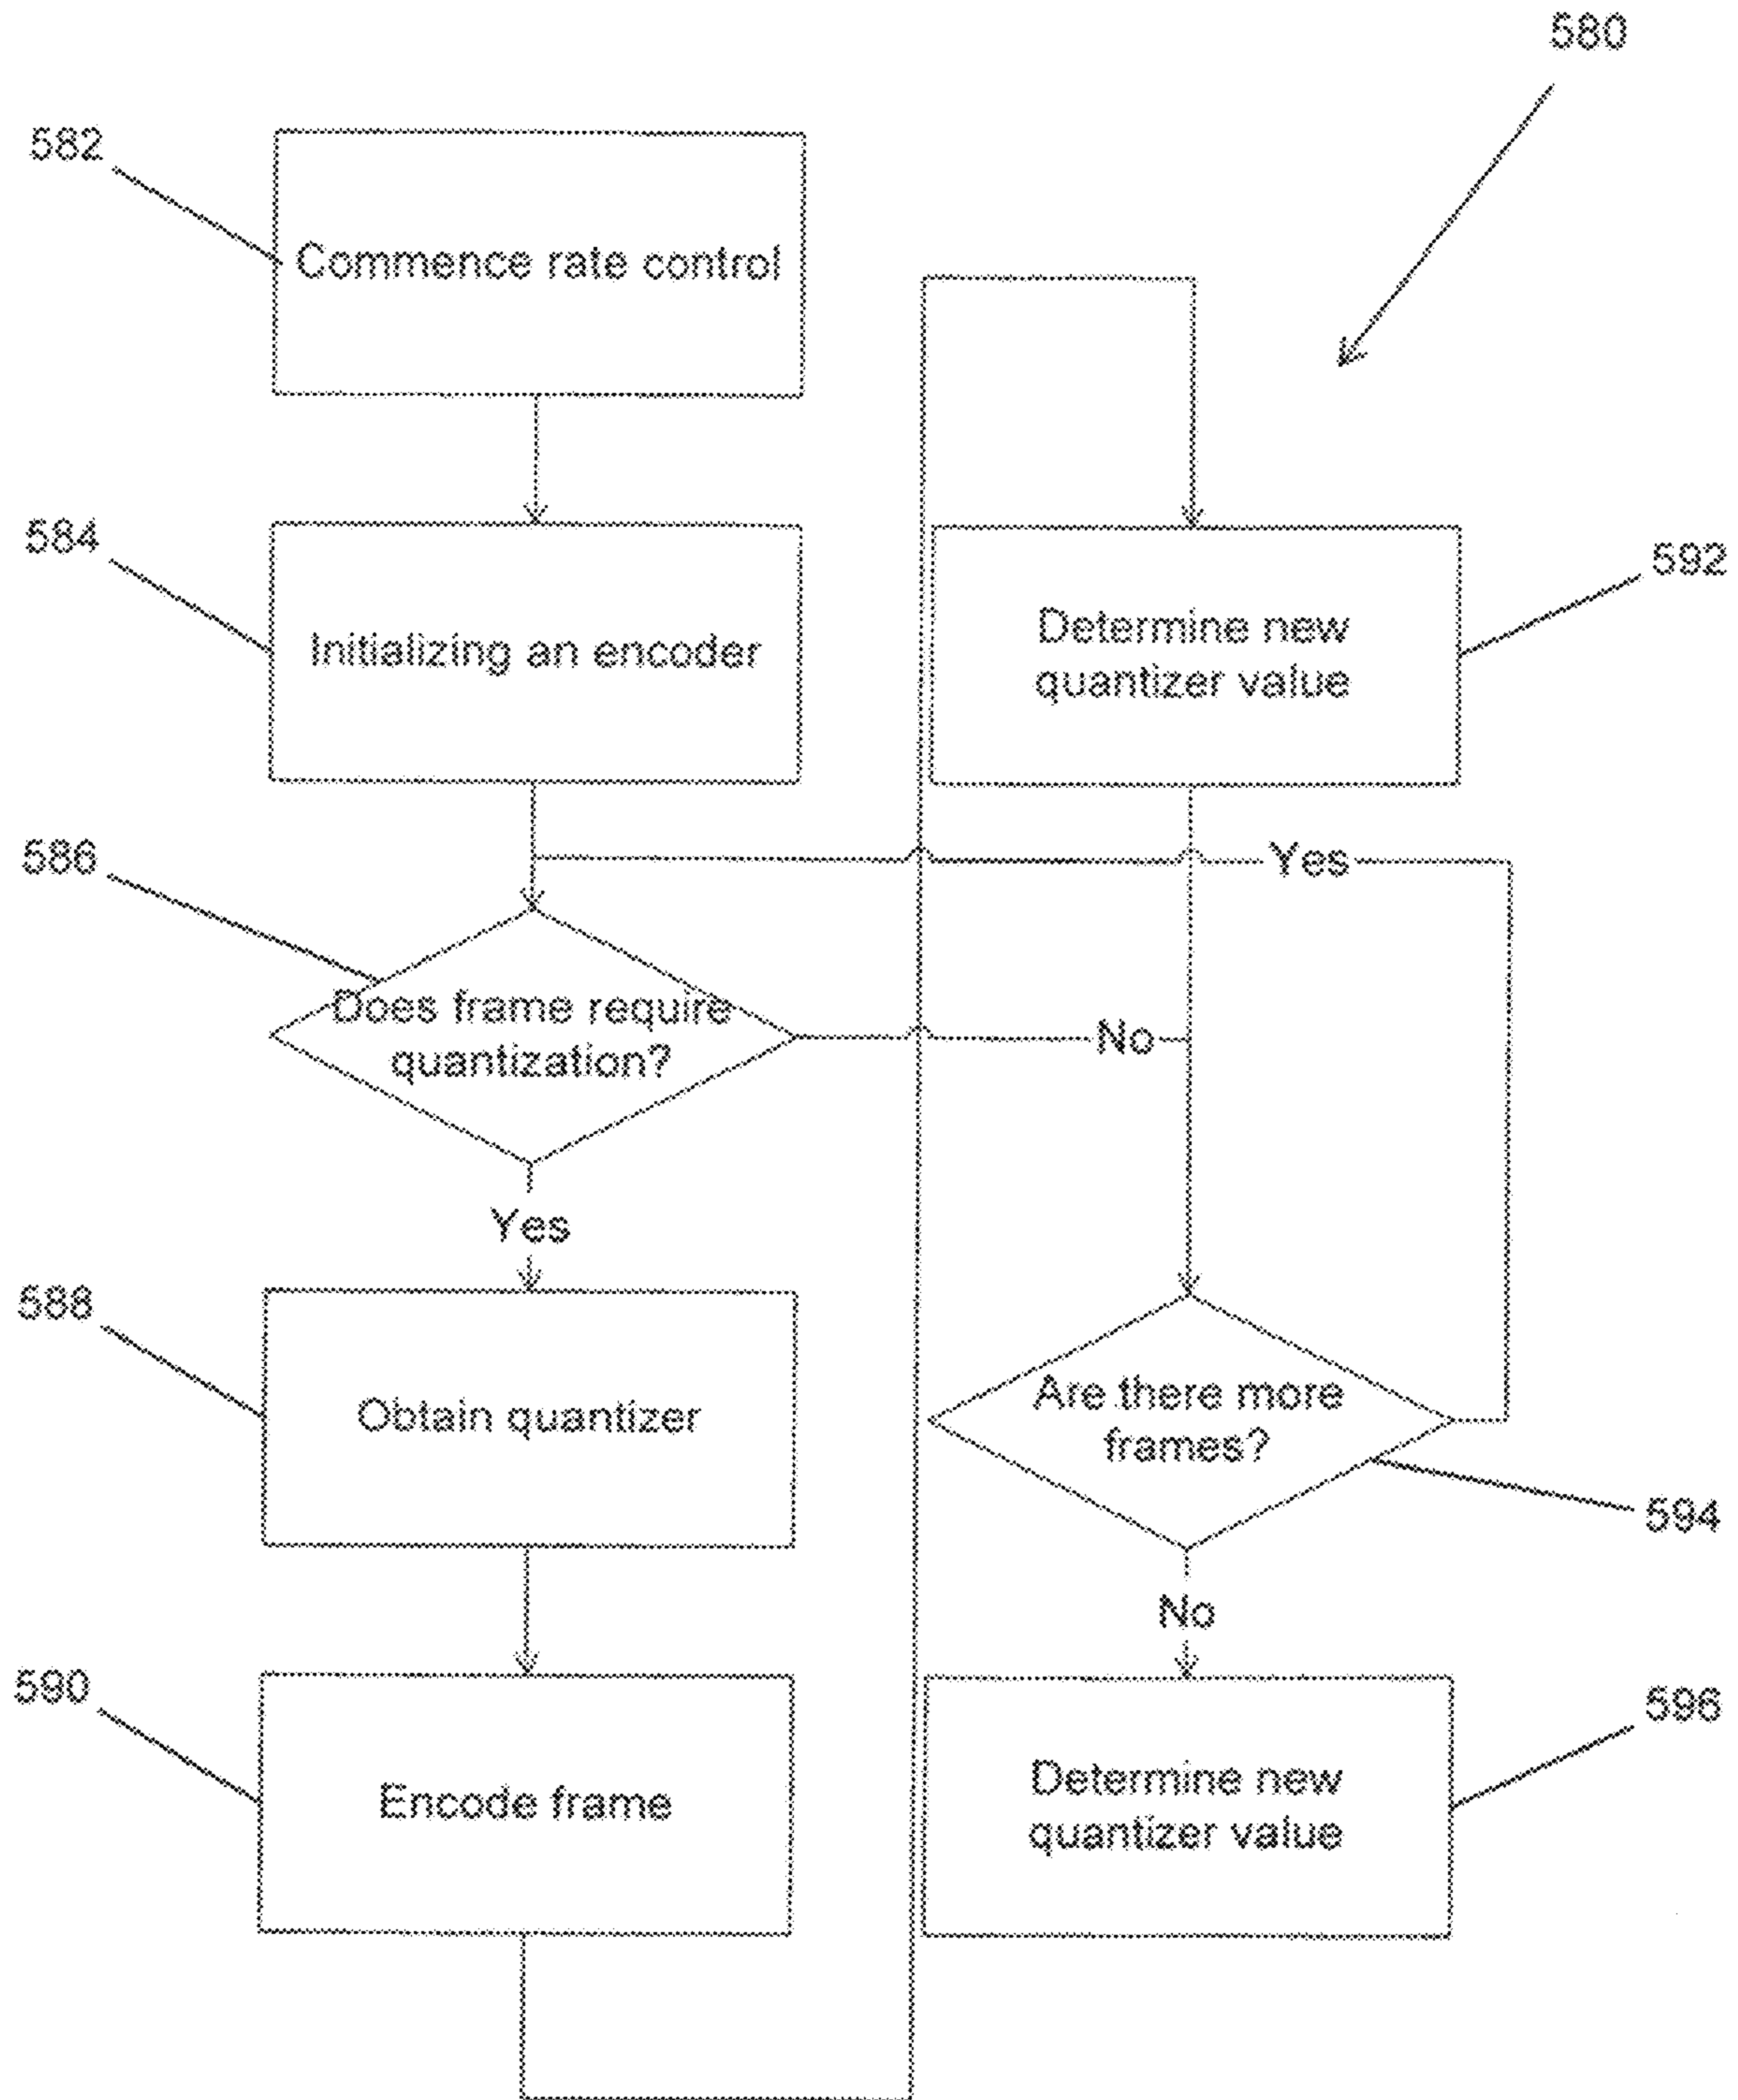 580
582
Commence rate control
584
Initializing an encoder
592
Determine new
quantizer value
586
Yes
Does frame require
quantization?
No
Yes
588
Obtain quantizer
Are there more
frames?
594
No
590
Encode frame
596
Determine new
quantizer value